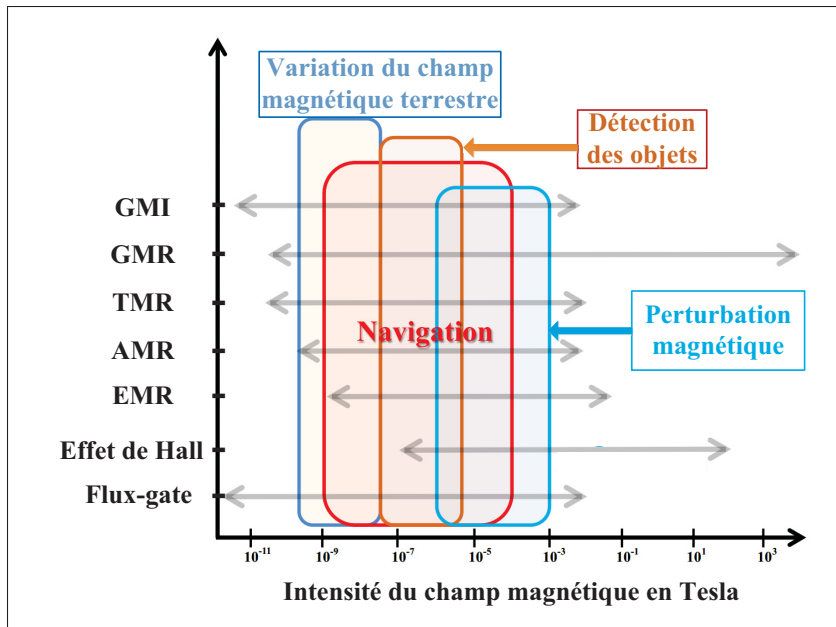 Variation du champ
magnétique terrestre
Détection
des objets
GMI
GMR
TMR
Navigation
Perturbation
magnétique
AMR
EMR
Effet de Hall
Flux-gate
10-11
10-9
10-7
10-5
10-3
10-1
101
103
Intensité du champ magnétique en Tesla